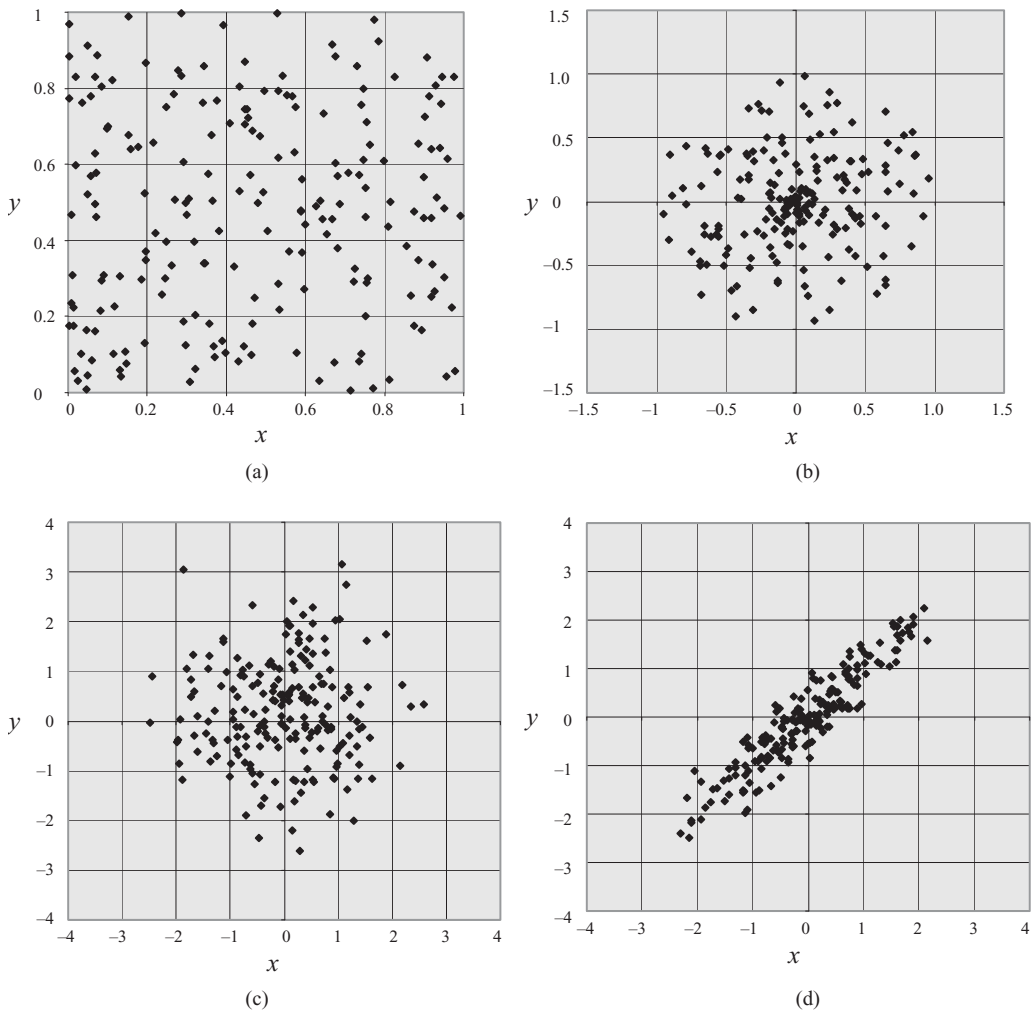 1
0.8
0.6
y
0.4
0.2
0
0 0.2 0.4 0.6 0.8 1
x
(a)
1.5
1.0
0.5
y
0
–0.5
–1
–1.5
–1.5 –1 –0.5 0 0.5 1.0 1.5
x
(b)
4
3
2
1
y
0
–1
–2
–3
–4
–4 –3 –2 –1 0 1 2 3 4
x
(c)
4
3
2
1
y
0
–1
–2
–3
–4
–4 –3 –2 –1 0 1 2 3 4
x
(d)